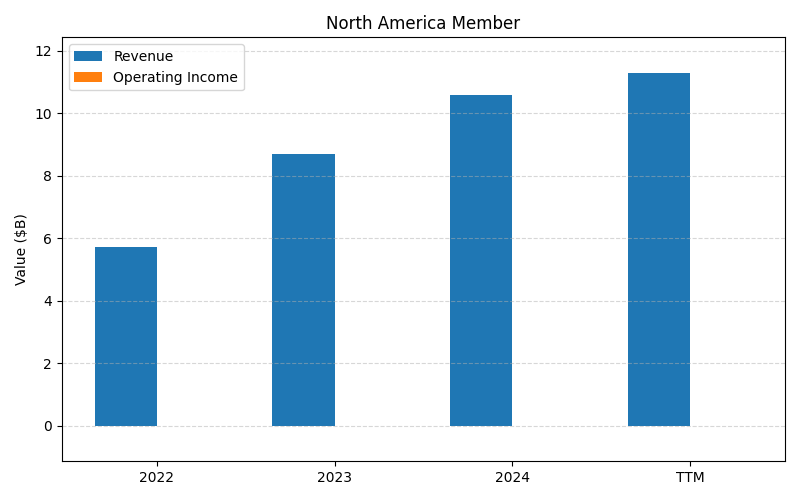 North America Member
Revenue
Operating Income
Value ($B)
12
10
8
6
4
2
0
2022
2023
2024
TTM